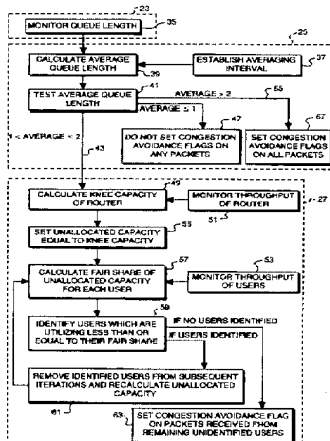 23
MONITOR QUEUE LENGTH
35
25
CALCULATE AVERAGE
QUEUE LENGTH
39
ESTABLISH AVERAGING
INTERVAL
37
TEST AVERAGE QUEUE
LENGTH
41
AVERAGE > 2
55
AVERAGE ≤ 1
1 < AVERAGE < 2
43
47
DO NOT SET CONGESTION
AVOIDANCE FLAGS ON
ANY PACKETS
67
SET CONGESTION
AVOIDANCE FLAGS
ON ALL PACKETS
49
CALCULATE KNEE CAPACITY
OF ROUTER
MONITOR THROUGHPUT
OF ROUTER
51
27
SET UNALLOCATED CAPACITY
EQUAL TO KNEE CAPACITY
55
57
CALCULATE FAIR SHARE OF
UNALLOCATED CAPACITY
FOR EACH USER
53
MONITOR THROUGHPUT
OF USERS
59
IDENTIFY USERS WHICH ARE
UTILIZING LESS THAN OR
EQUAL TO THEIR FAIR SHARE
IF NO USERS IDENTIFIED
IF USERS IDENTIFIED
REMOVE IDENTIFIED USERS FROM SUBSEQUENT
ITERATIONS AND RECALCULATE UNALLOCATED
CAPACITY
61
63
SET CONGESTION AVOIDANCE FLAG
ON PACKETS RECEIVED FROM
REMAINING UNIDENTIFIED USERS